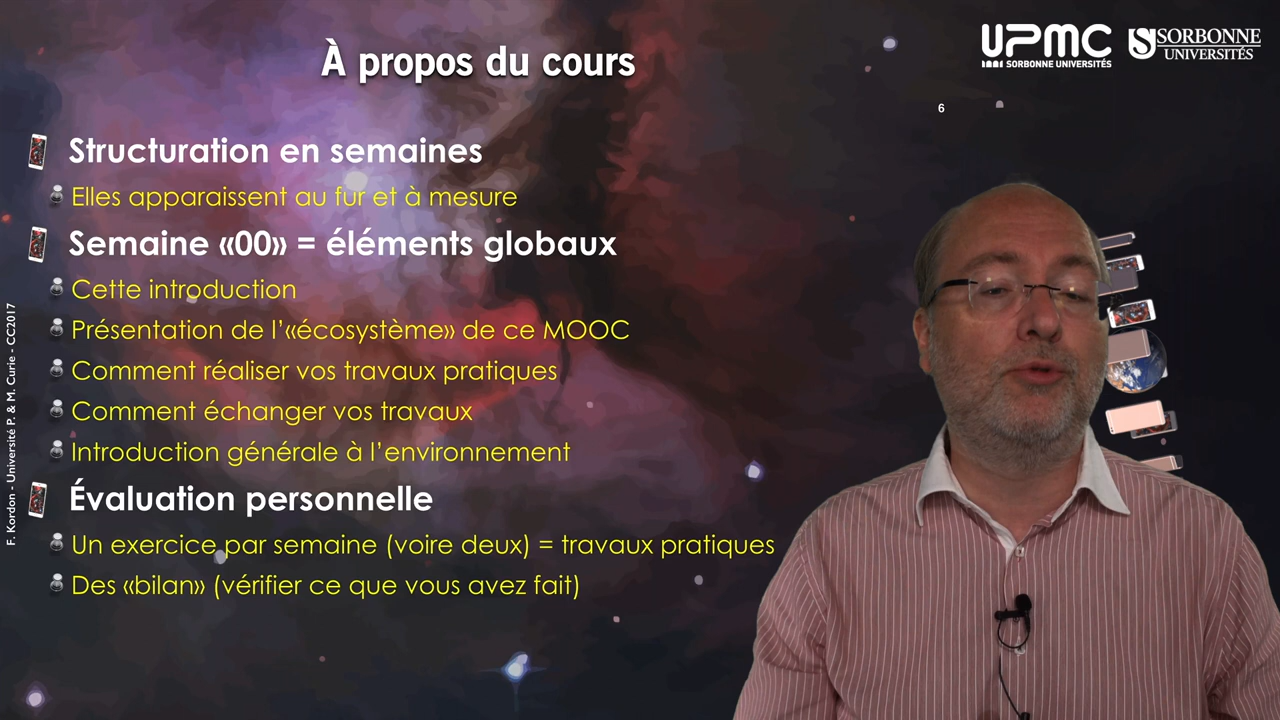 À propos du cours
UPMC
SORBONNE UNIVERSITÉS
SORBONNE
UNIVERSITÉS
6
Structuration en semaines
Elles apparaissent au fur et à mesure
Semaine «00» = éléments globaux
Cette introduction
Présentation de l’«écosystème» de ce MOOC
Comment réaliser vos travaux pratiques
Comment échanger vos travaux
Introduction générale à l’environnement
Évaluation personnelle
Un exercice par semaine (voire deux) = travaux pratiques
Des «bilan» (vérifier ce que vous avez fait)
F. Kordon - Université P. & M. Curie - CC2017